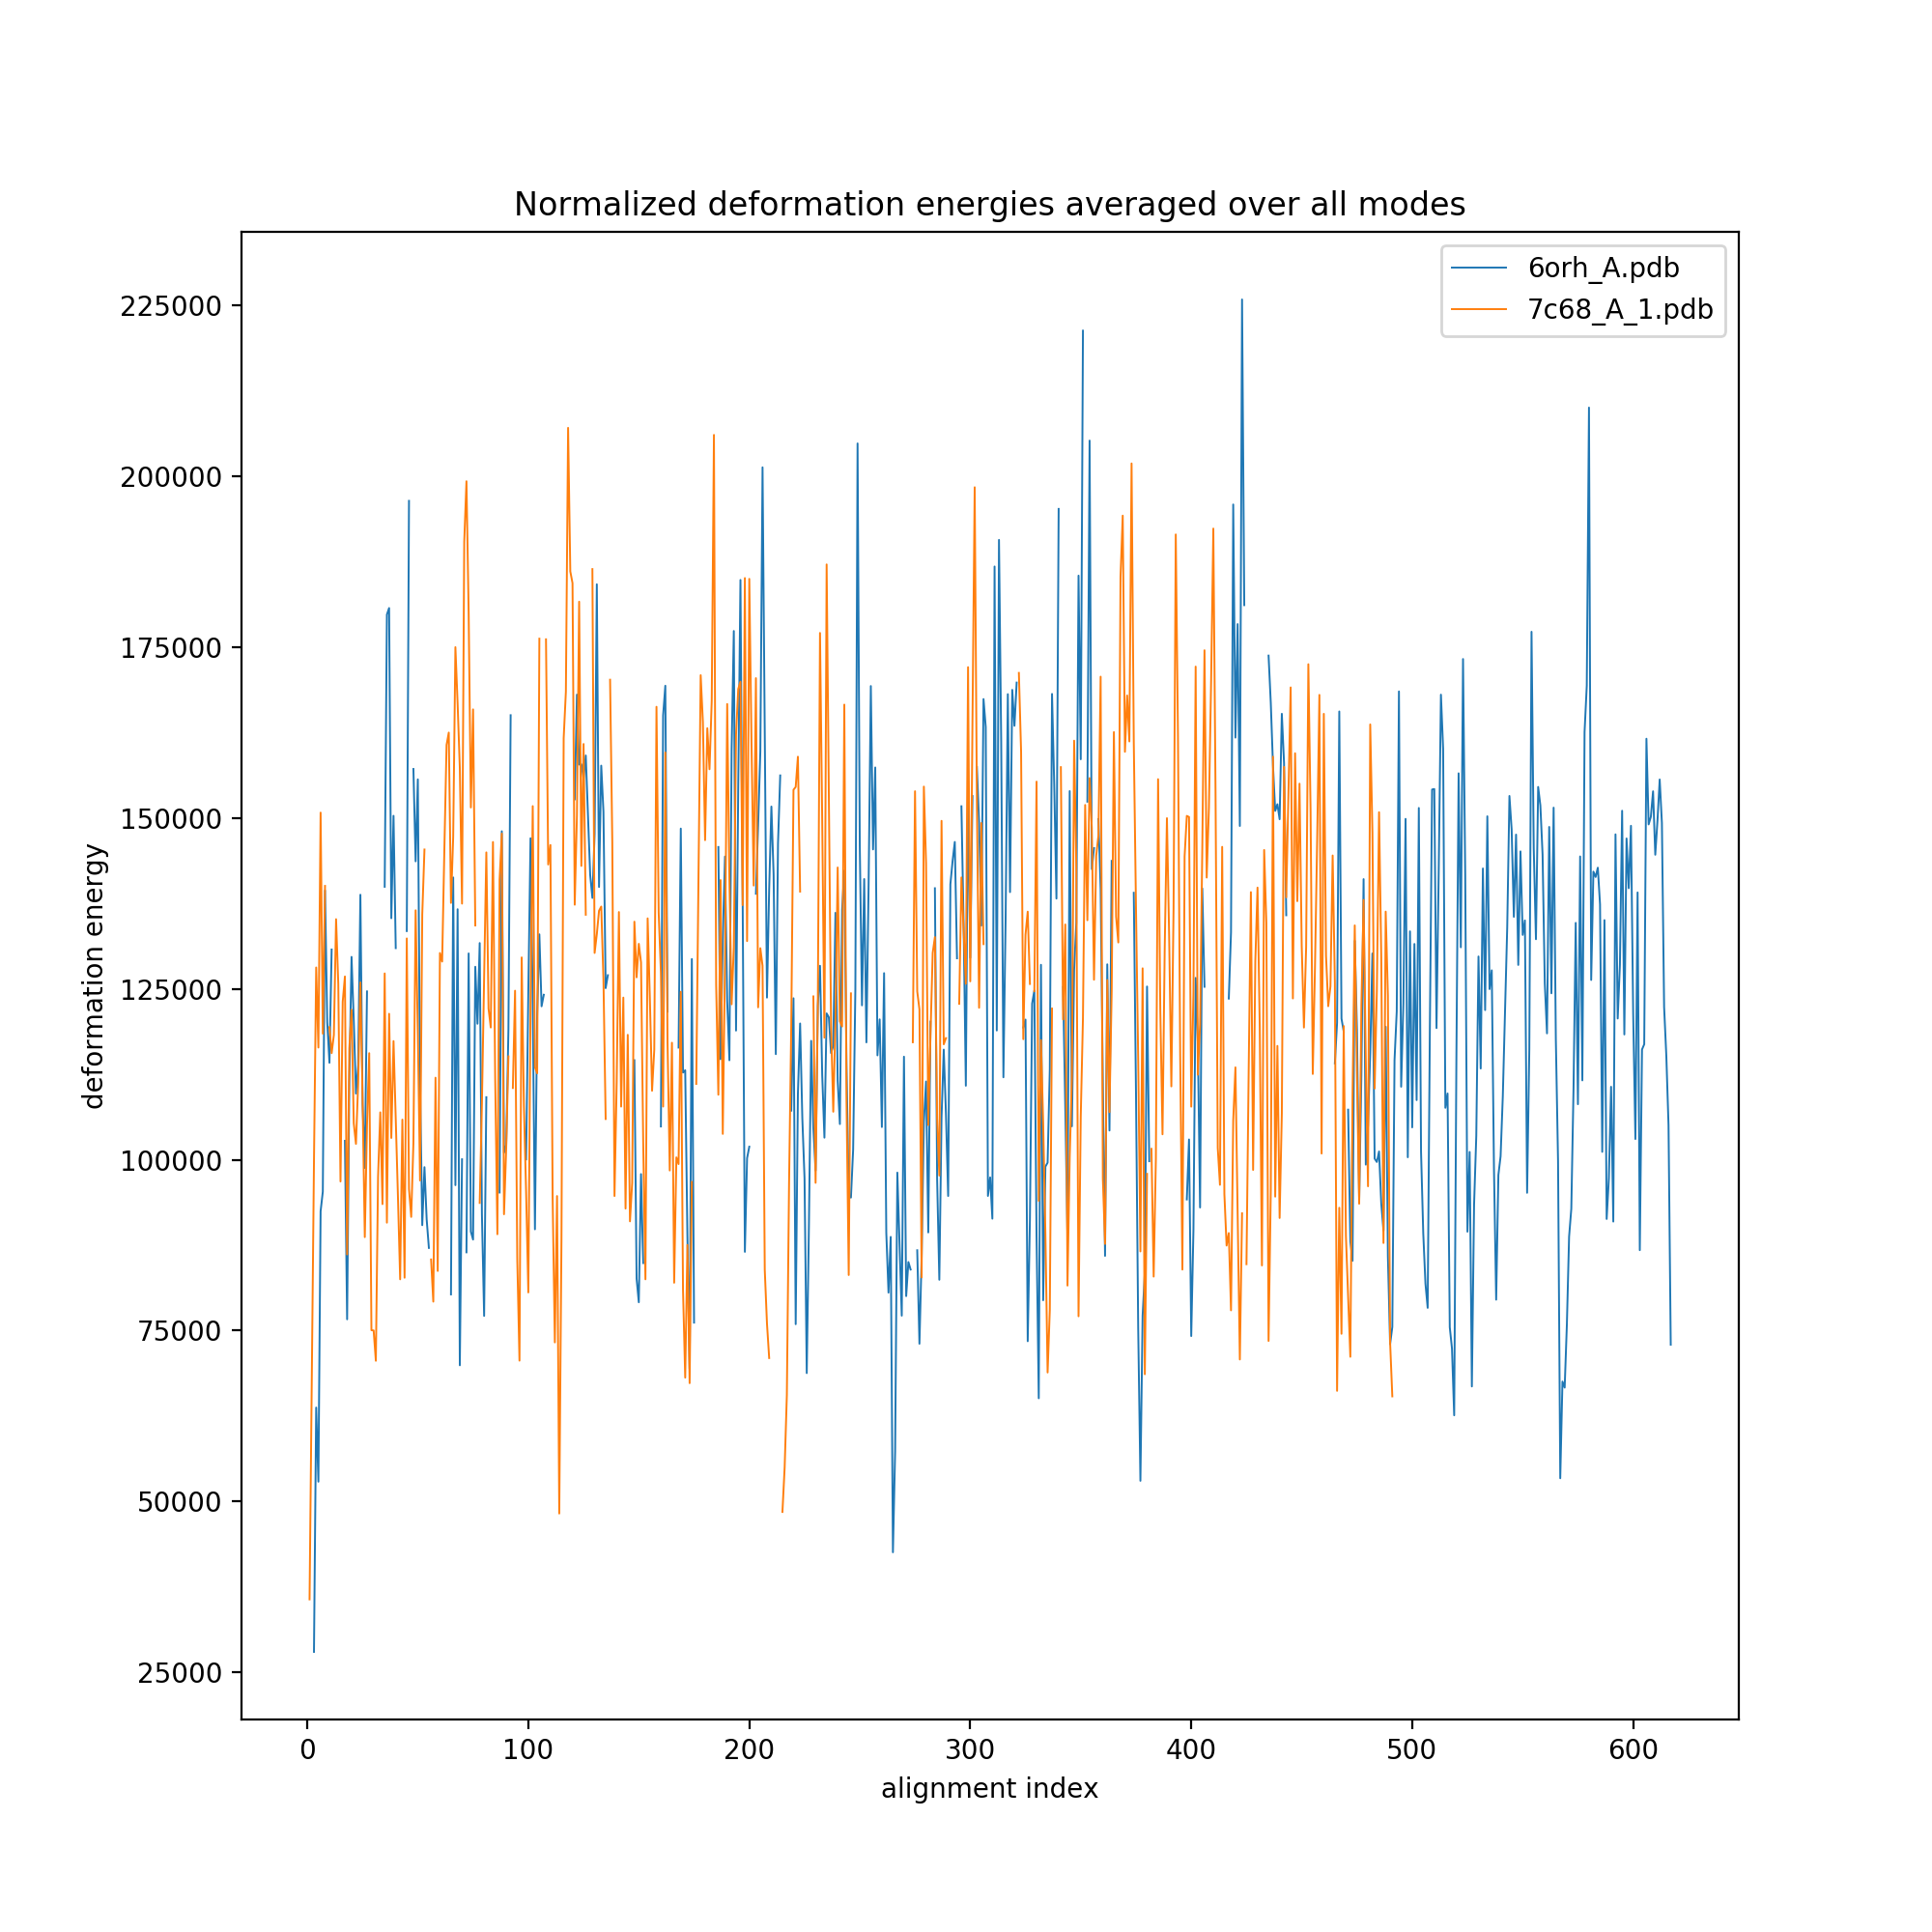 Normalized deformation energies averaged over all modes
6orh_A.pdb
7c68_A_1.pdb
225000
200000
175000
150000
125000
100000
75000
50000
25000
deformation energy
0 100 200 300 400 500 600
alignment index